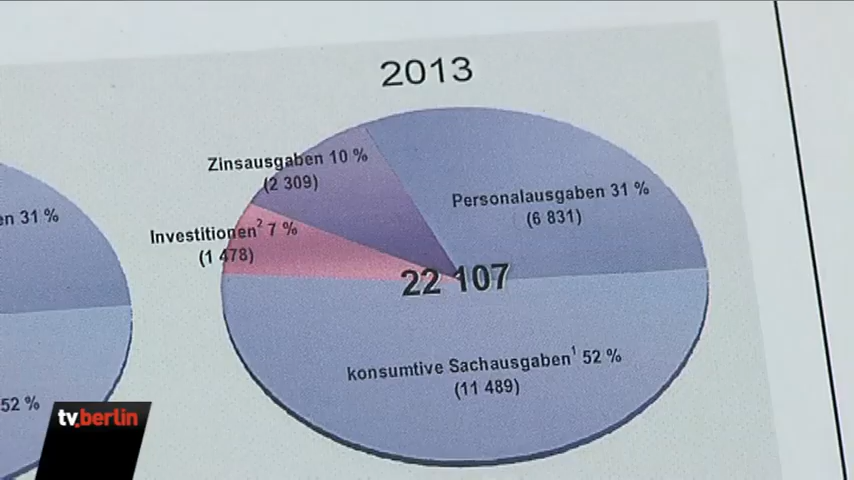 2013
Zinsausgaben 10 %
(2 309)
Personalausgaben 31 %
(6 831)
en 31 %
Investitionen² 7 %
(1 478)
22 107
konsumtive Sachausgaben¹ 52 %
(11 489)
52 %
tv.berlin